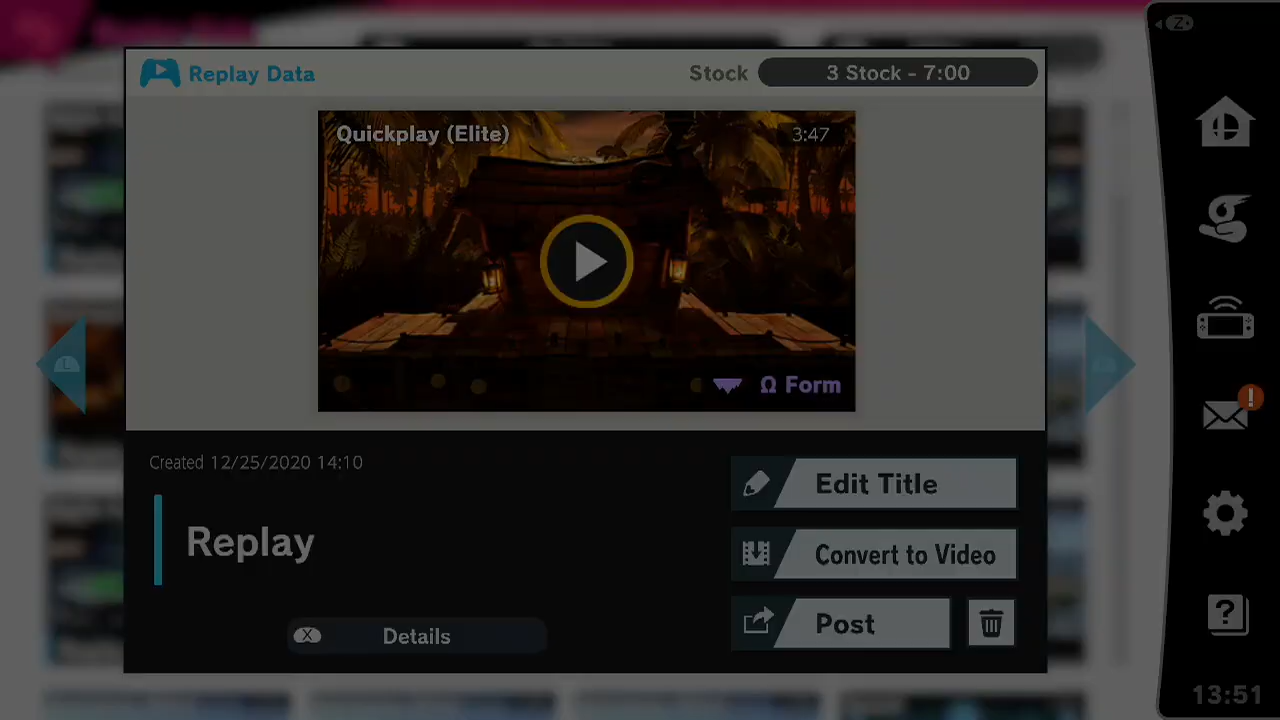 Replay Data
Stock
3 Stock - 7:00
Quickplay (Elite)
3:47
Ω Form
Created 12/25/2020 14:10
Replay
X
Details
Edit Title
Convert to Video
Post
Z
L
!
?
13:51